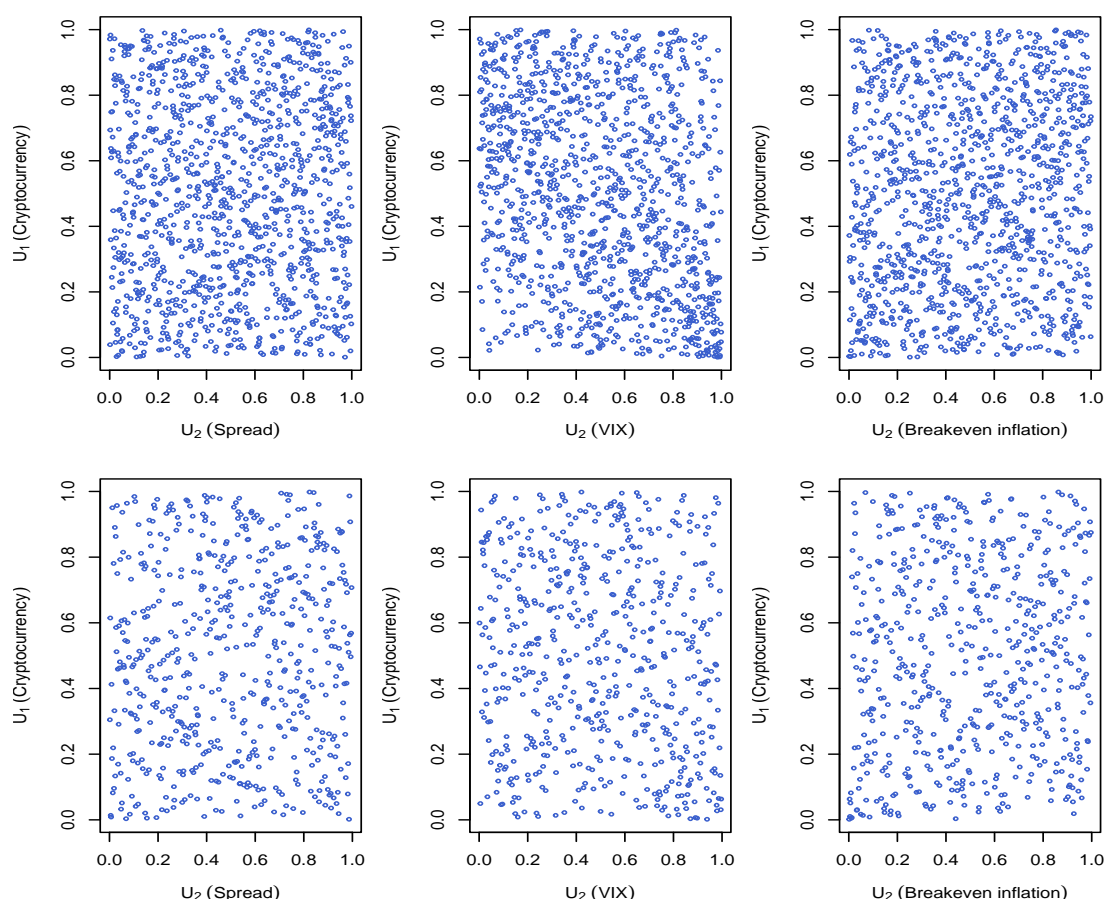 1.0 1.0 1.0
0.8 0.8 0.8
0.6 0.6 0.6
0.4 0.4 0.4
0.2 0.2 0.2
0.0 0.0 0.0
U₁ (Cryptocurrency) U₁ (Cryptocurrency) U₁ (Cryptocurrency)
0.0 0.2 0.4 0.6 0.8 1.0 0.0 0.2 0.4 0.6 0.8 1.0 0.0 0.2 0.4 0.6 0.8 1.0
U₂ (Spread) U₂ (VIX) U₂ (Breakeven inflation)
1.0 1.0 1.0
0.8 0.8 0.8
0.6 0.6 0.6
0.4 0.4 0.4
0.2 0.2 0.2
0.0 0.0 0.0
U₁ (Cryptocurrency) U₁ (Cryptocurrency) U₁ (Cryptocurrency)
0.0 0.2 0.4 0.6 0.8 1.0 0.0 0.2 0.4 0.6 0.8 1.0 0.0 0.2 0.4 0.6 0.8 1.0
U₂ (Spread) U₂ (VIX) U₂ (Breakeven inflation)